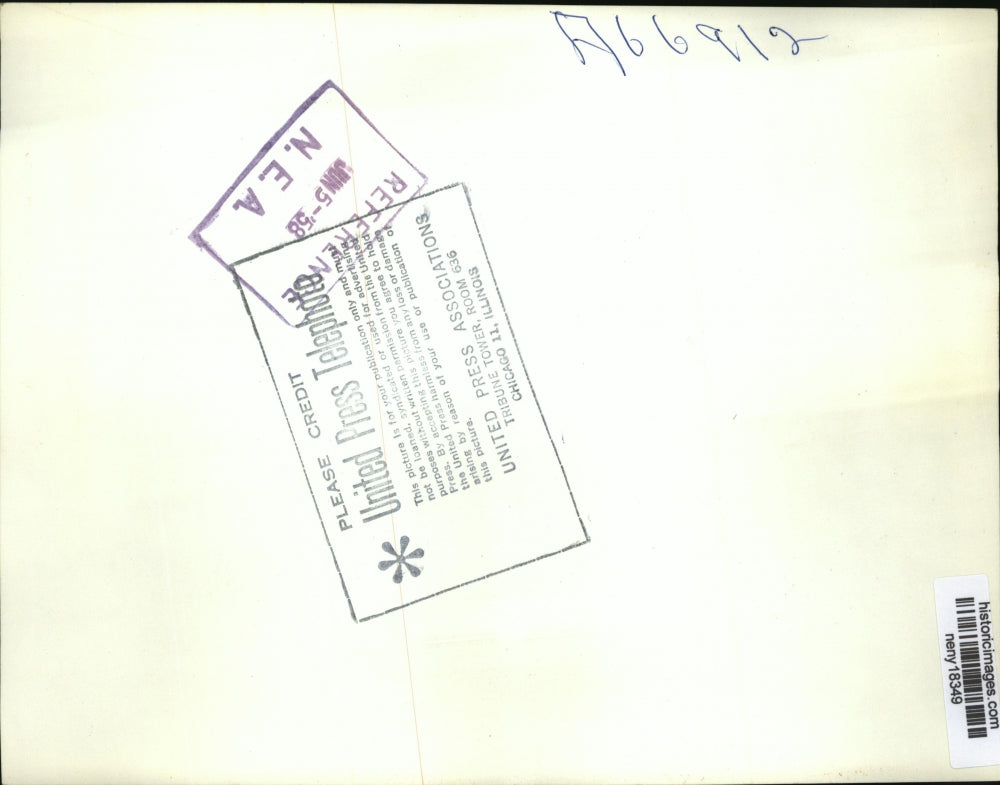 A66912
N. E. A.
JUN 5 - '58
REFERENCE
PLEASE CREDIT
United Press Telephoto
This picture is for your publication only and must
not be loaned, syndicated or used for advertising
purposes without written permission from the United
Press. By accepting this picture you agree to hold
the United Press harmless from any loss or damage
arising by reason of your use or publication of
this picture.
UNITED PRESS ASSOCIATIONS
TRIBUNE TOWER, ROOM 636
CHICAGO 11, ILLINOIS
historicimages.com
neny18349